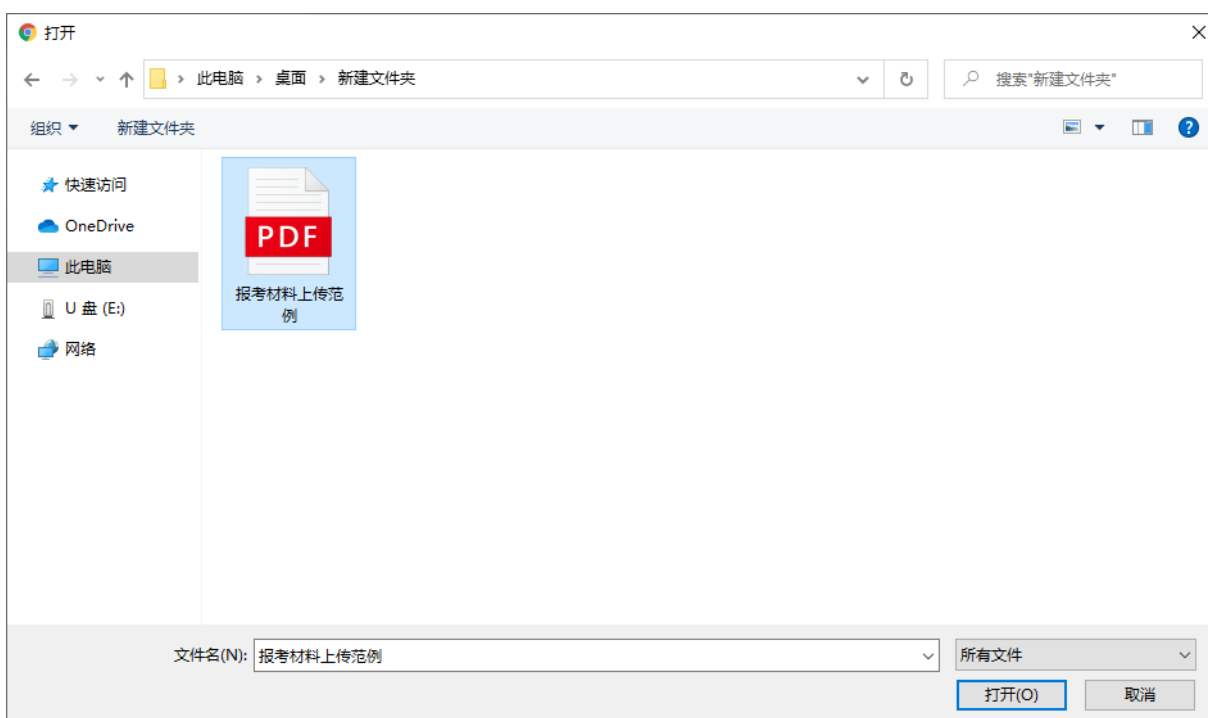 打开
此电脑 > 桌面 > 新建文件夹
搜索"新建文件夹"
组织
新建文件夹
快速访问
OneDrive
此电脑
U 盘 (E:)
网络
PDF
报考材料上传范
例
文件名(N):
报考材料上传范例
所有文件
打开(O)
取消